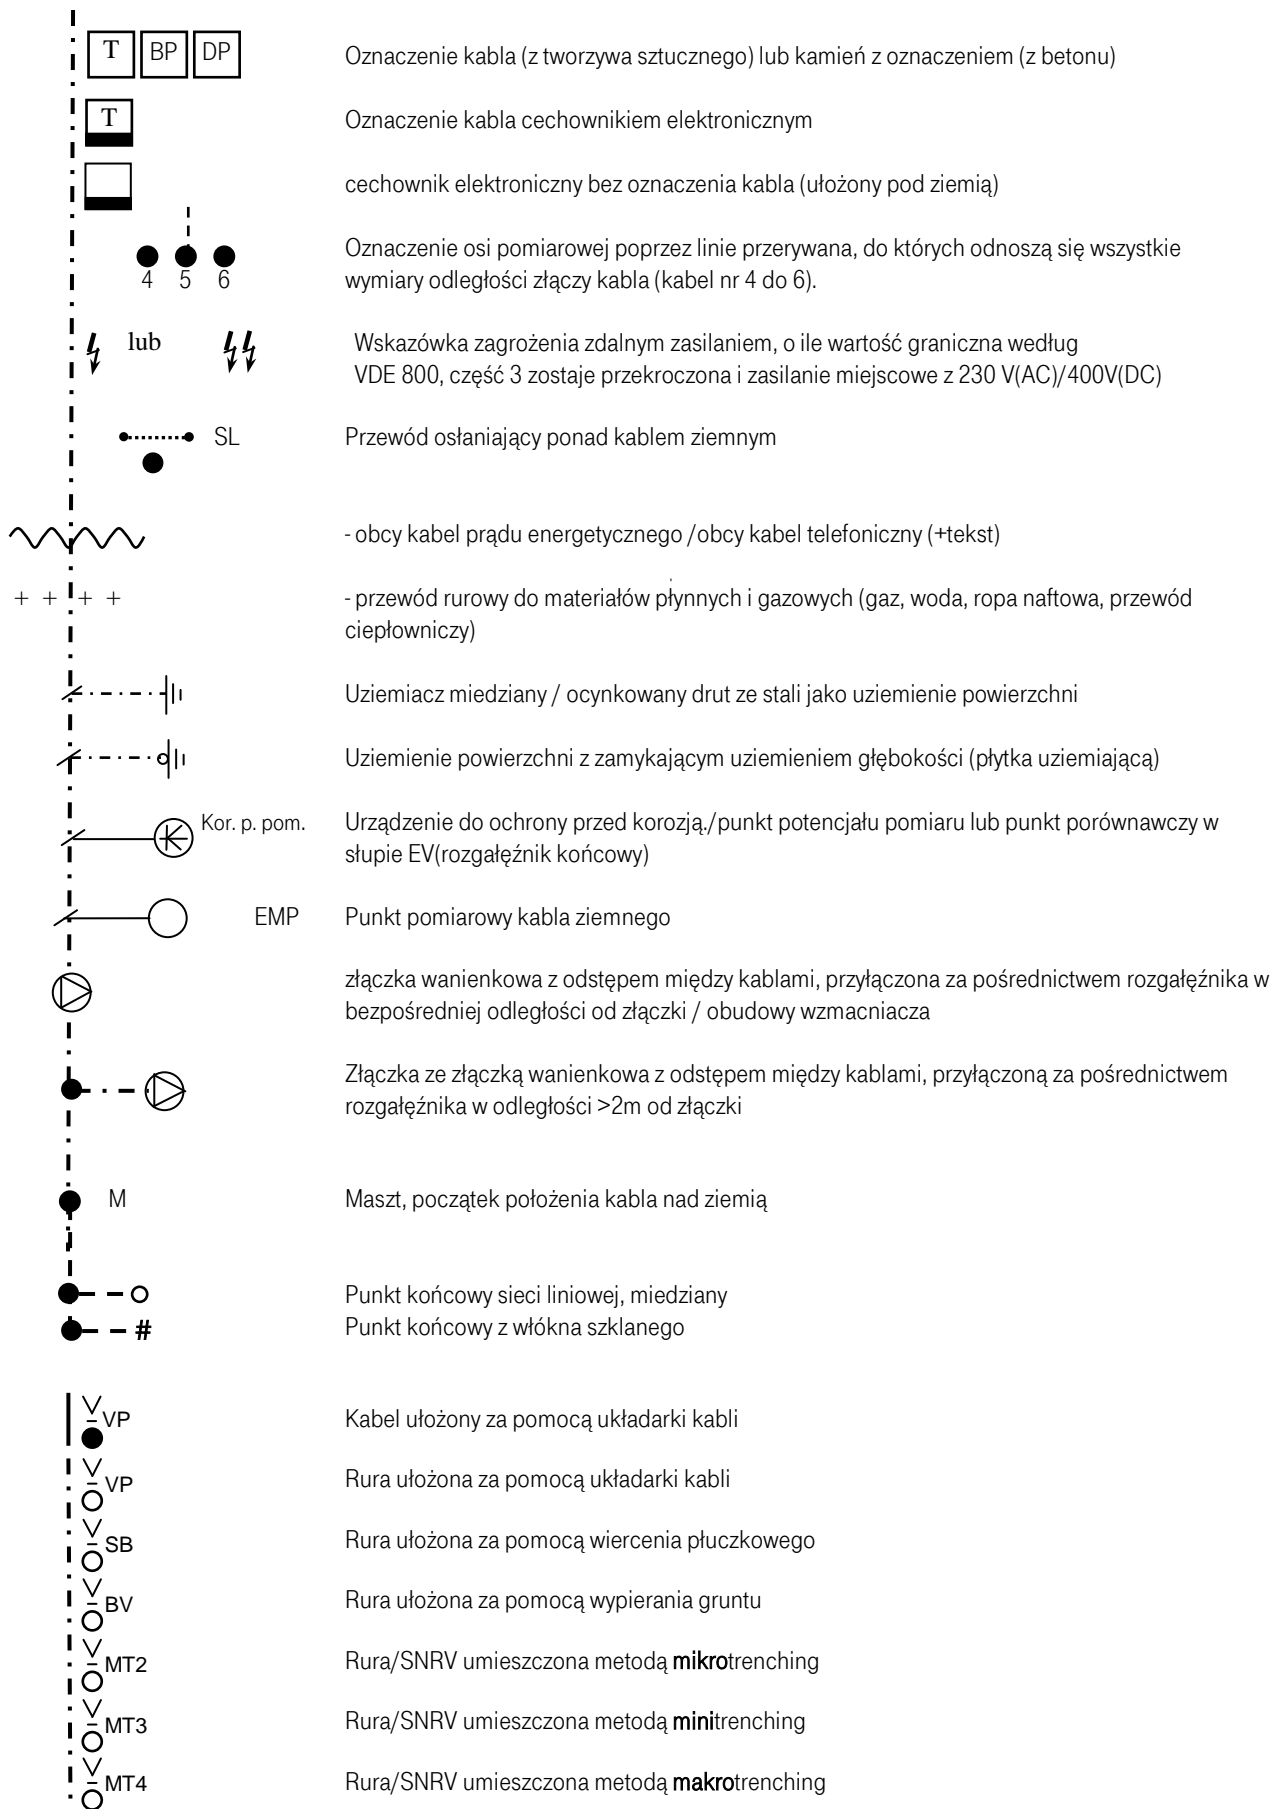 T BP DP Oznaczenie kabla (z tworzywa sztucznego) lub kamień z oznaczeniem (z betonu)
T Oznaczenie kabla cechownikiem elektronicznym
cechownik elektroniczny bez oznaczenia kabla (ułożony pod ziemią)
Oznaczenie osi pomiarowej poprzez linie przerywana, do których odnoszą się wszystkie
4 5 6 wymiary odległości złączy kabla (kabel nr 4 do 6).
lub Wskazówka zagrożenia zdalnym zasilaniem, o ile wartość graniczna według
VDE 800, część 3 zostaje przekroczona i zasilanie miejscowe z 230 V(AC)/400V(DC)
SL Przewód osłaniający ponad kablem ziemnym
- obcy kabel prądu energetycznego /obcy kabel telefoniczny (+tekst)
+ + + + - przewód rurowy do materiałów płynnych i gazowych (gaz, woda, ropa naftowa, przewód
ciepłowniczy)
Uziemiacz miedziany / ocynkowany drut ze stali jako uziemienie powierzchni
Uziemienie powierzchni z zamykającym uziemieniem głębokości (płytka uziemiającą)
Kor. p. pom. Urządzenie do ochrony przed korozją./punkt potencjału pomiaru lub punkt porównawczy w
słupie EV(rozgałęźnik końcowy)
EMP Punkt pomiarowy kabla ziemnego
złączka wanienkowa z odstępem między kablami, przyłączona za pośrednictwem rozgałęźnika w
bezpośredniej odległości od złączki / obudowy wzmacniacza
Złączka ze złączką wanienkowa z odstępem między kablami, przyłączoną za pośrednictwem
rozgałęźnika w odległości >2m od złączki
M Maszt, początek położenia kabla nad ziemią
Punkt końcowy sieci liniowej, miedziany
# Punkt końcowy z włókna szklanego
VP Kabel ułożony za pomocą układarki kabli
VP Rura ułożona za pomocą układarki kabli
SB Rura ułożona za pomocą wiercenia płuczkowego
BV Rura ułożona za pomocą wypierania gruntu
MT2 Rura/SNRV umieszczona metodą mikrotrenching
MT3 Rura/SNRV umieszczona metodą minitrenching
MT4 Rura/SNRV umieszczona metodą makrotrenching